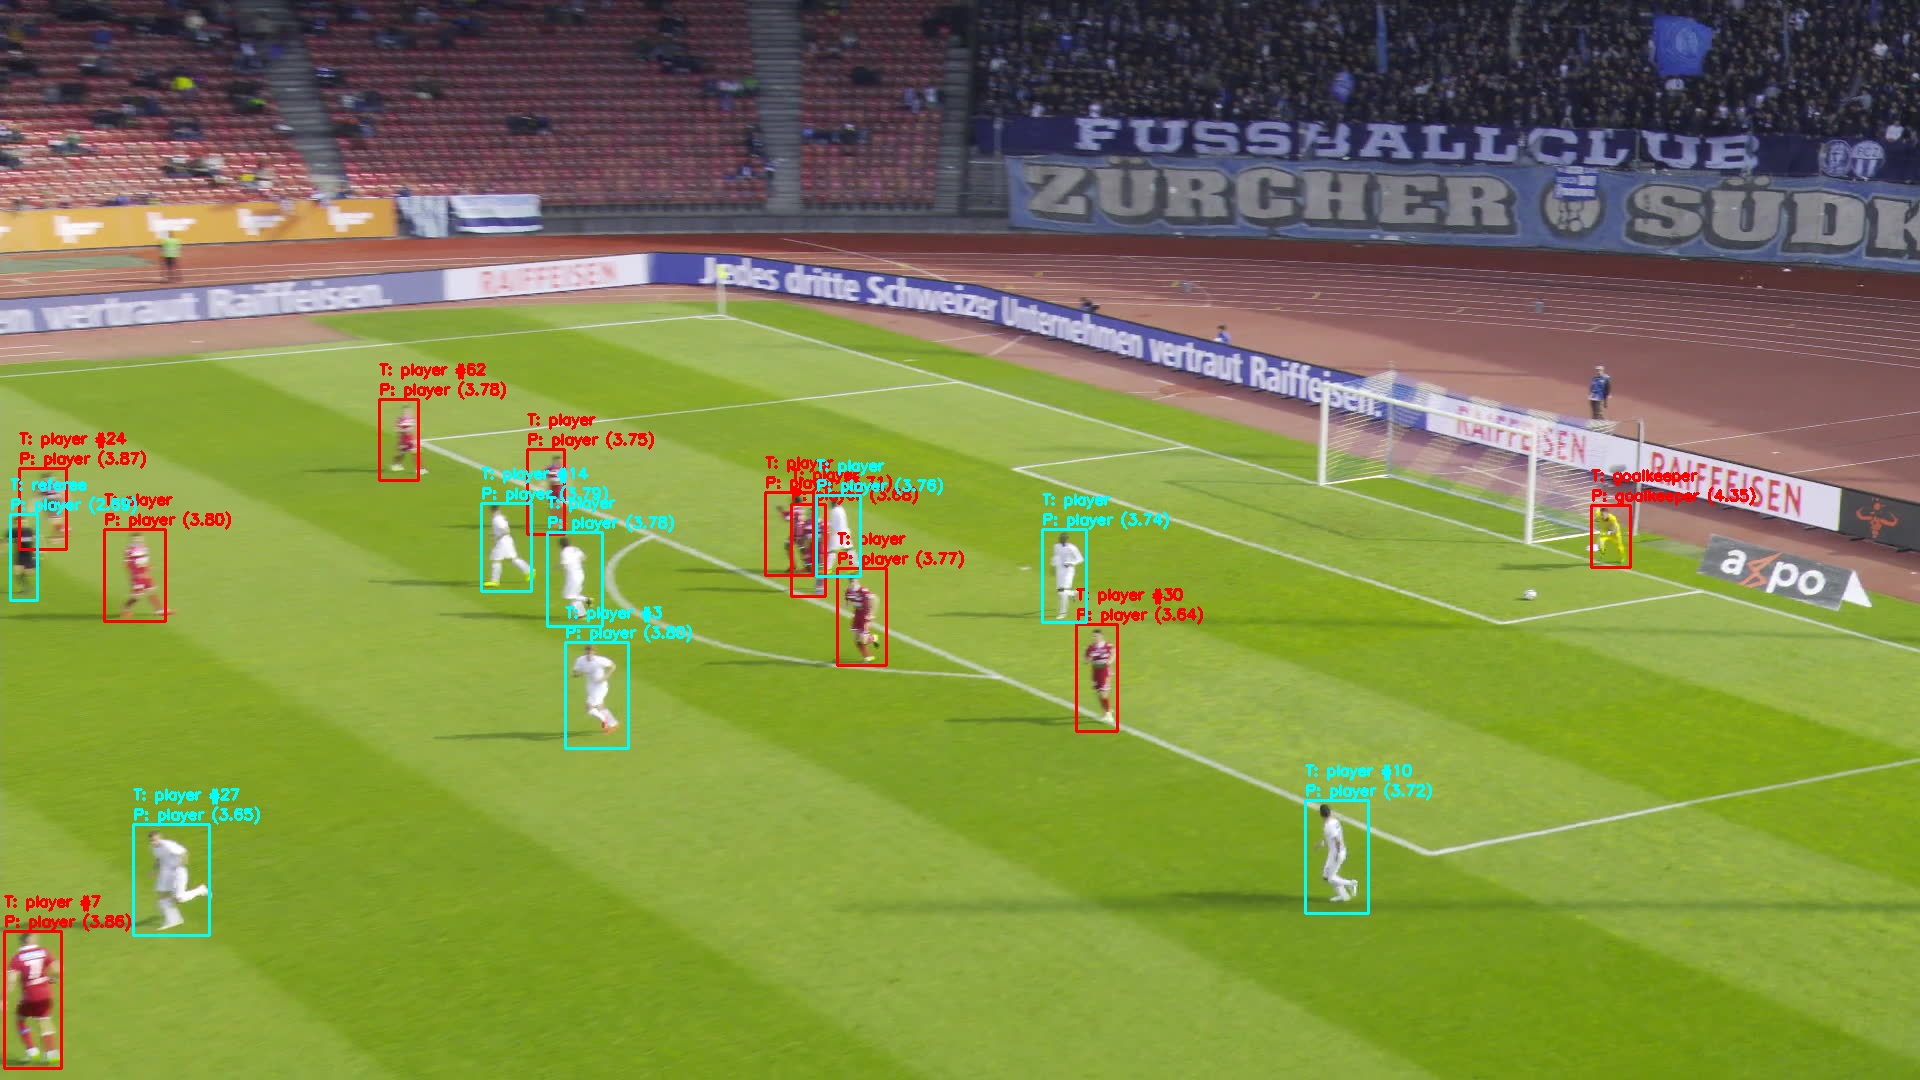 FUSSBALLCLUB
ZÜRCHER SÜDK
en vertraut Raiffeisen.
RAIFFEISEN
Jedes dritte Schweizer Unternehmen vertraut Raiffeisen.
RAIFFEISEN
RAIFFEISEN
axpo
T: player #62
P: player (3.78)
T: player
P: player (3.75)
T: player #24
P: player (3.87)
T: referee
T: player
P: player (3.80)
T: player #14
T: player
P: player (3.78)
T: player
P: player (3.76)
T: player
P: player (3.77)
T: player
P: player (3.74)
T: goalkeeper
P: goalkeeper (4.35)
T: player #30
P: player (3.64)
T: player #3
T: player #10
P: player (3.72)
T: player #27
P: player (3.65)
T: player #7
P: player (3.86)
7